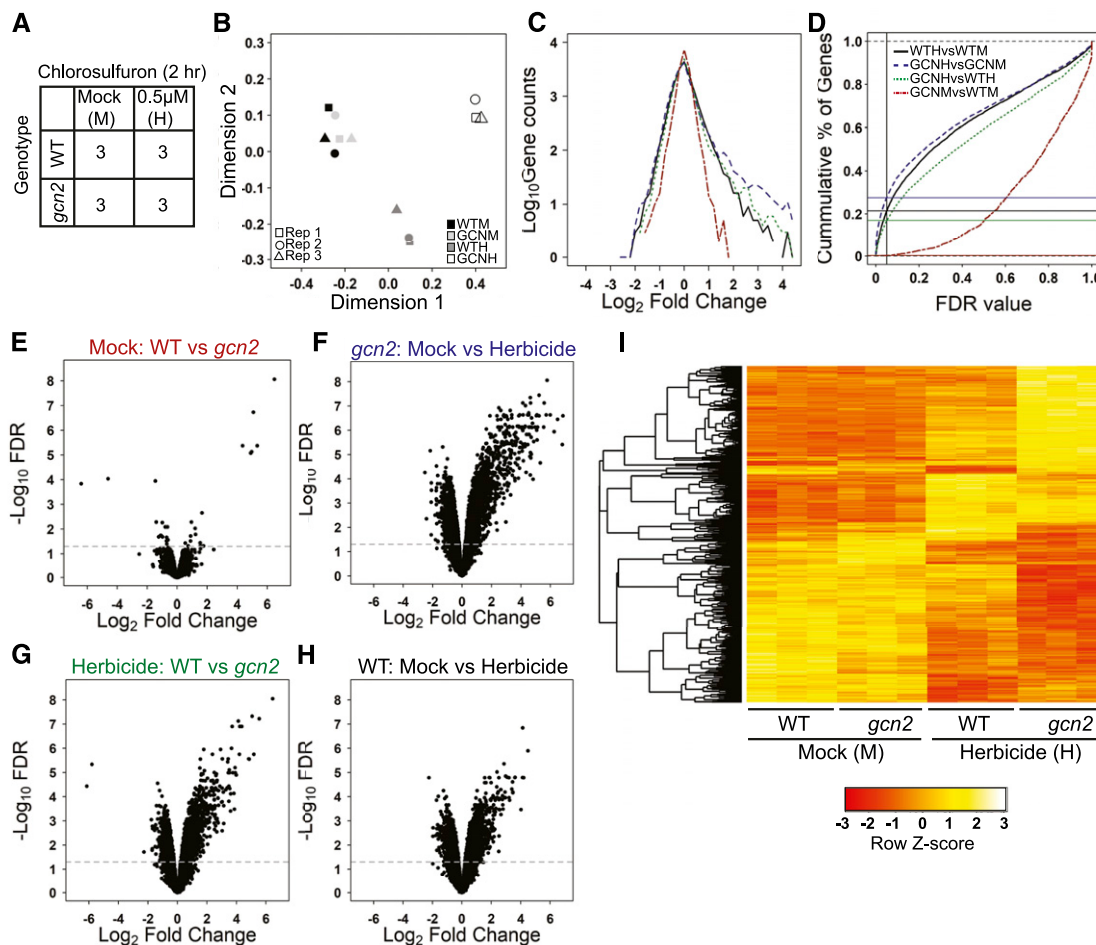 A
Chlorosulfuron (2 hr)
Genotype
Mock (M)
0.5μM (H)
WT
3
3
gcn2
3
3
B
Dimension 2
0.3
0.2
0.1
0.0
-0.1
-0.2
-0.3
Rep 1
Rep 2
Rep 3
WTM
GCNM
WTH
GCNH
-0.4
-0.2
0.0
0.2
0.4
Dimension 1
C
Log10Gene counts
4
3
2
1
0
-4
-3
-2
-1
0
1
2
3
4
Log2 Fold Change
D
Cummulative % of Genes
1.0
0.8
0.6
0.4
0.2
0
WTHvsWTM
GCNHvsGCNM
GCNHvsWTH
GCNMvsWTM
0
0.2
0.4
0.6
0.8
1.0
FDR value
E
Mock: WT vs gcn2
-Log10 FDR
8
7
6
5
4
3
2
1
0
-6
-4
-2
0
2
4
6
Log2 Fold Change
F
gcn2: Mock vs Herbicide
-Log10 FDR
8
7
6
5
4
3
2
1
0
-6
-4
-2
0
2
4
6
Log2 Fold Change
G
Herbicide: WT vs gcn2
-Log10 FDR
8
7
6
5
4
3
2
1
0
-6
-4
-2
0
2
4
6
Log2 Fold Change
H
WT: Mock vs Herbicide
-Log10 FDR
8
7
6
5
4
3
2
1
0
-6
-4
-2
0
2
4
6
Log2 Fold Change
I
WT
gcn2
WT
gcn2
Mock (M)
Herbicide (H)
-3
-2
-1
0
1
2
3
Row Z-score